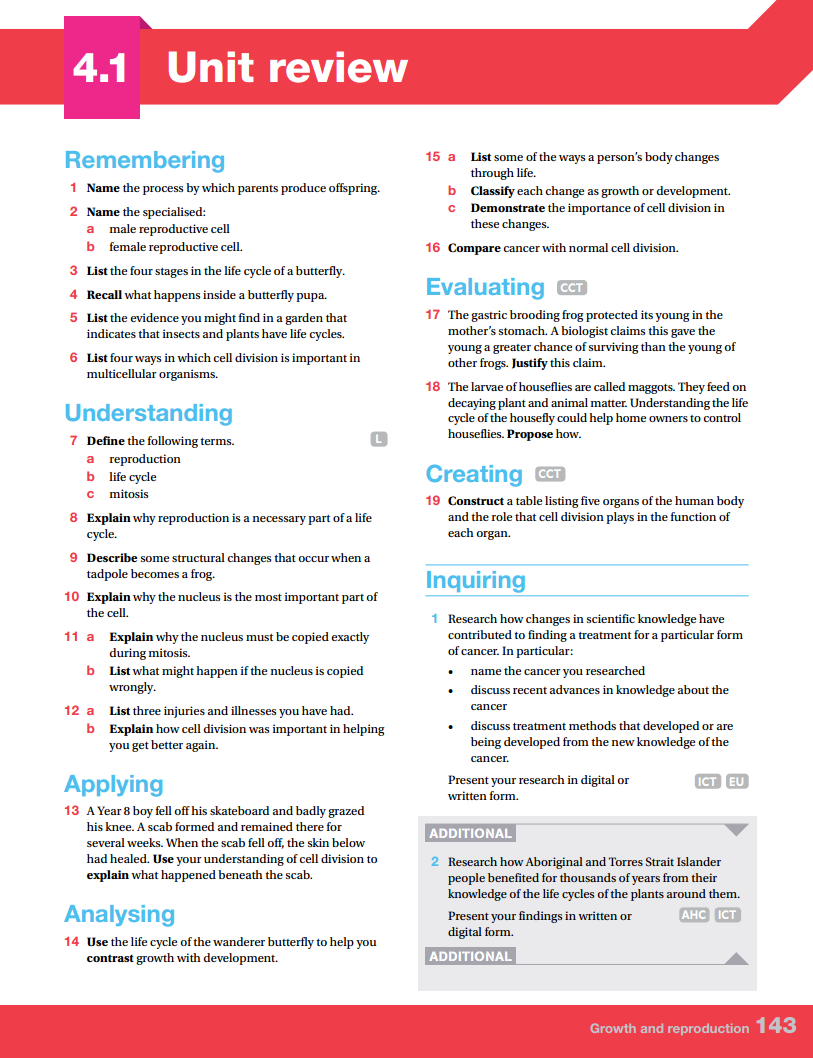 4.1 Unit review
Remembering
1 Name the process by which parents produce offspring.
2 Name the specialised:
a male reproductive cell
b female reproductive cell.
3 List the four stages in the life cycle of a butterfly.
4 Recall what happens inside a butterfly pupa.
5 List the evidence you might find in a garden that
indicates that insects and plants have life cycles.
6 List four ways in which cell division is important in
multicellular organisms.
Understanding
7 Define the following terms. L
a reproduction
b life cycle
c mitosis
8 Explain why reproduction is a necessary part of a life
cycle.
9 Describe some structural changes that occur when a
tadpole becomes a frog.
10 Explain why the nucleus is the most important part of
the cell.
11 a Explain why the nucleus must be copied exactly
during mitosis.
b List what might happen if the nucleus is copied
wrongly.
12 a List three injuries and illnesses you have had.
b Explain how cell division was important in helping
you get better again.
Applying
13 A Year 8 boy fell off his skateboard and badly grazed
his knee. A scab formed and remained there for
several weeks. When the scab fell off, the skin below
had healed. Use your understanding of cell division to
explain what happened beneath the scab.
Analysing
14 Use the life cycle of the wanderer butterfly to help you
contrast growth with development.
15 a List some of the ways a person's body changes
through life.
b Classify each change as growth or development.
c Demonstrate the importance of cell division in
these changes.
16 Compare cancer with normal cell division.
Evaluating CCT
17 The gastric brooding frog protected its young in the
mother's stomach. A biologist claims this gave the
young a greater chance of surviving than the young of
other frogs. Justify this claim.
18 The larvae of houseflies are called maggots. They feed on
decaying plant and animal matter. Understanding the life
cycle of the housefly could help home owners to control
houseflies. Propose how.
Creating CCT
19 Construct a table listing five organs of the human body
and the role that cell division plays in the function of
each organ.
Inquiring
1 Research how changes in scientific knowledge have
contributed to finding a treatment for a particular form
of cancer. In particular:
• name the cancer you researched
• discuss recent advances in knowledge about the
cancer
• discuss treatment methods that developed or are
being developed from the new knowledge of the
cancer.
Present your research in digital or ICT EU
written form.
ADDITIONAL
2 Research how Aboriginal and Torres Strait Islander
people benefited for thousands of years from their
knowledge of the life cycles of the plants around them.
Present your findings in written or AHC ICT
digital form.
ADDITIONAL
Growth and reproduction 143